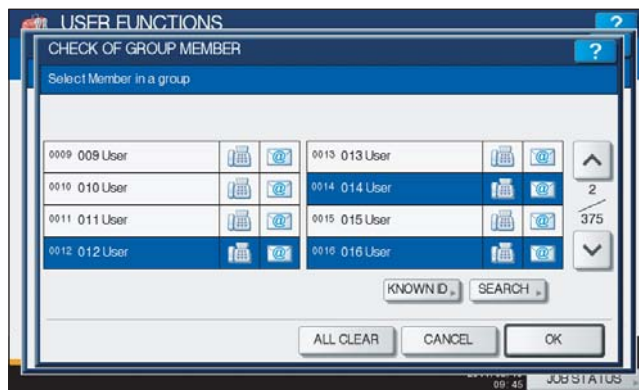 USER FUNCTIONS
?
CHECK OF GROUP MEMBER
?
Select Member in a group
0009 009 User
@
0013 013 User
@
0010 010 User
@
0014 014 User
@
2
0011 011 User
@
0015 015 User
@
375
0012 012 User
@
0016 016 User
@
KNOWN ID
SEARCH
ALL CLEAR
CANCEL
OK
09:45
JOB STATUS